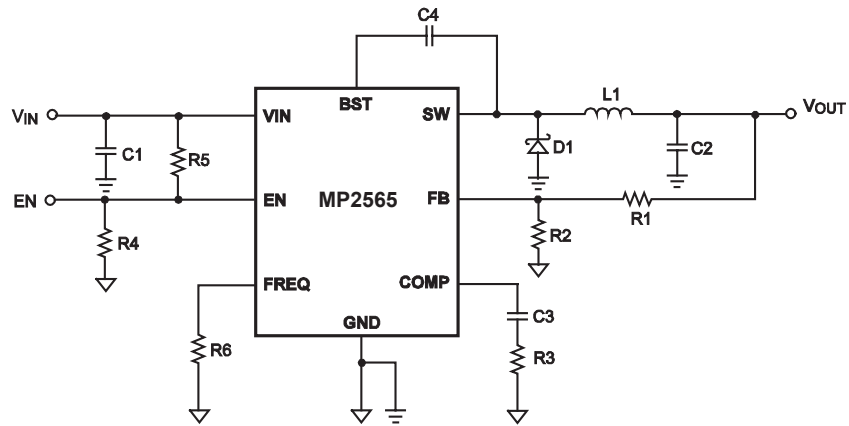 C4
BST
VIN
VIN
SW
L1
VOUT
C1
R5
D1
C2
EN
EN
MP2565
FB
R1
R4
R2
FREQ
COMP
C3
GND
R6
R3